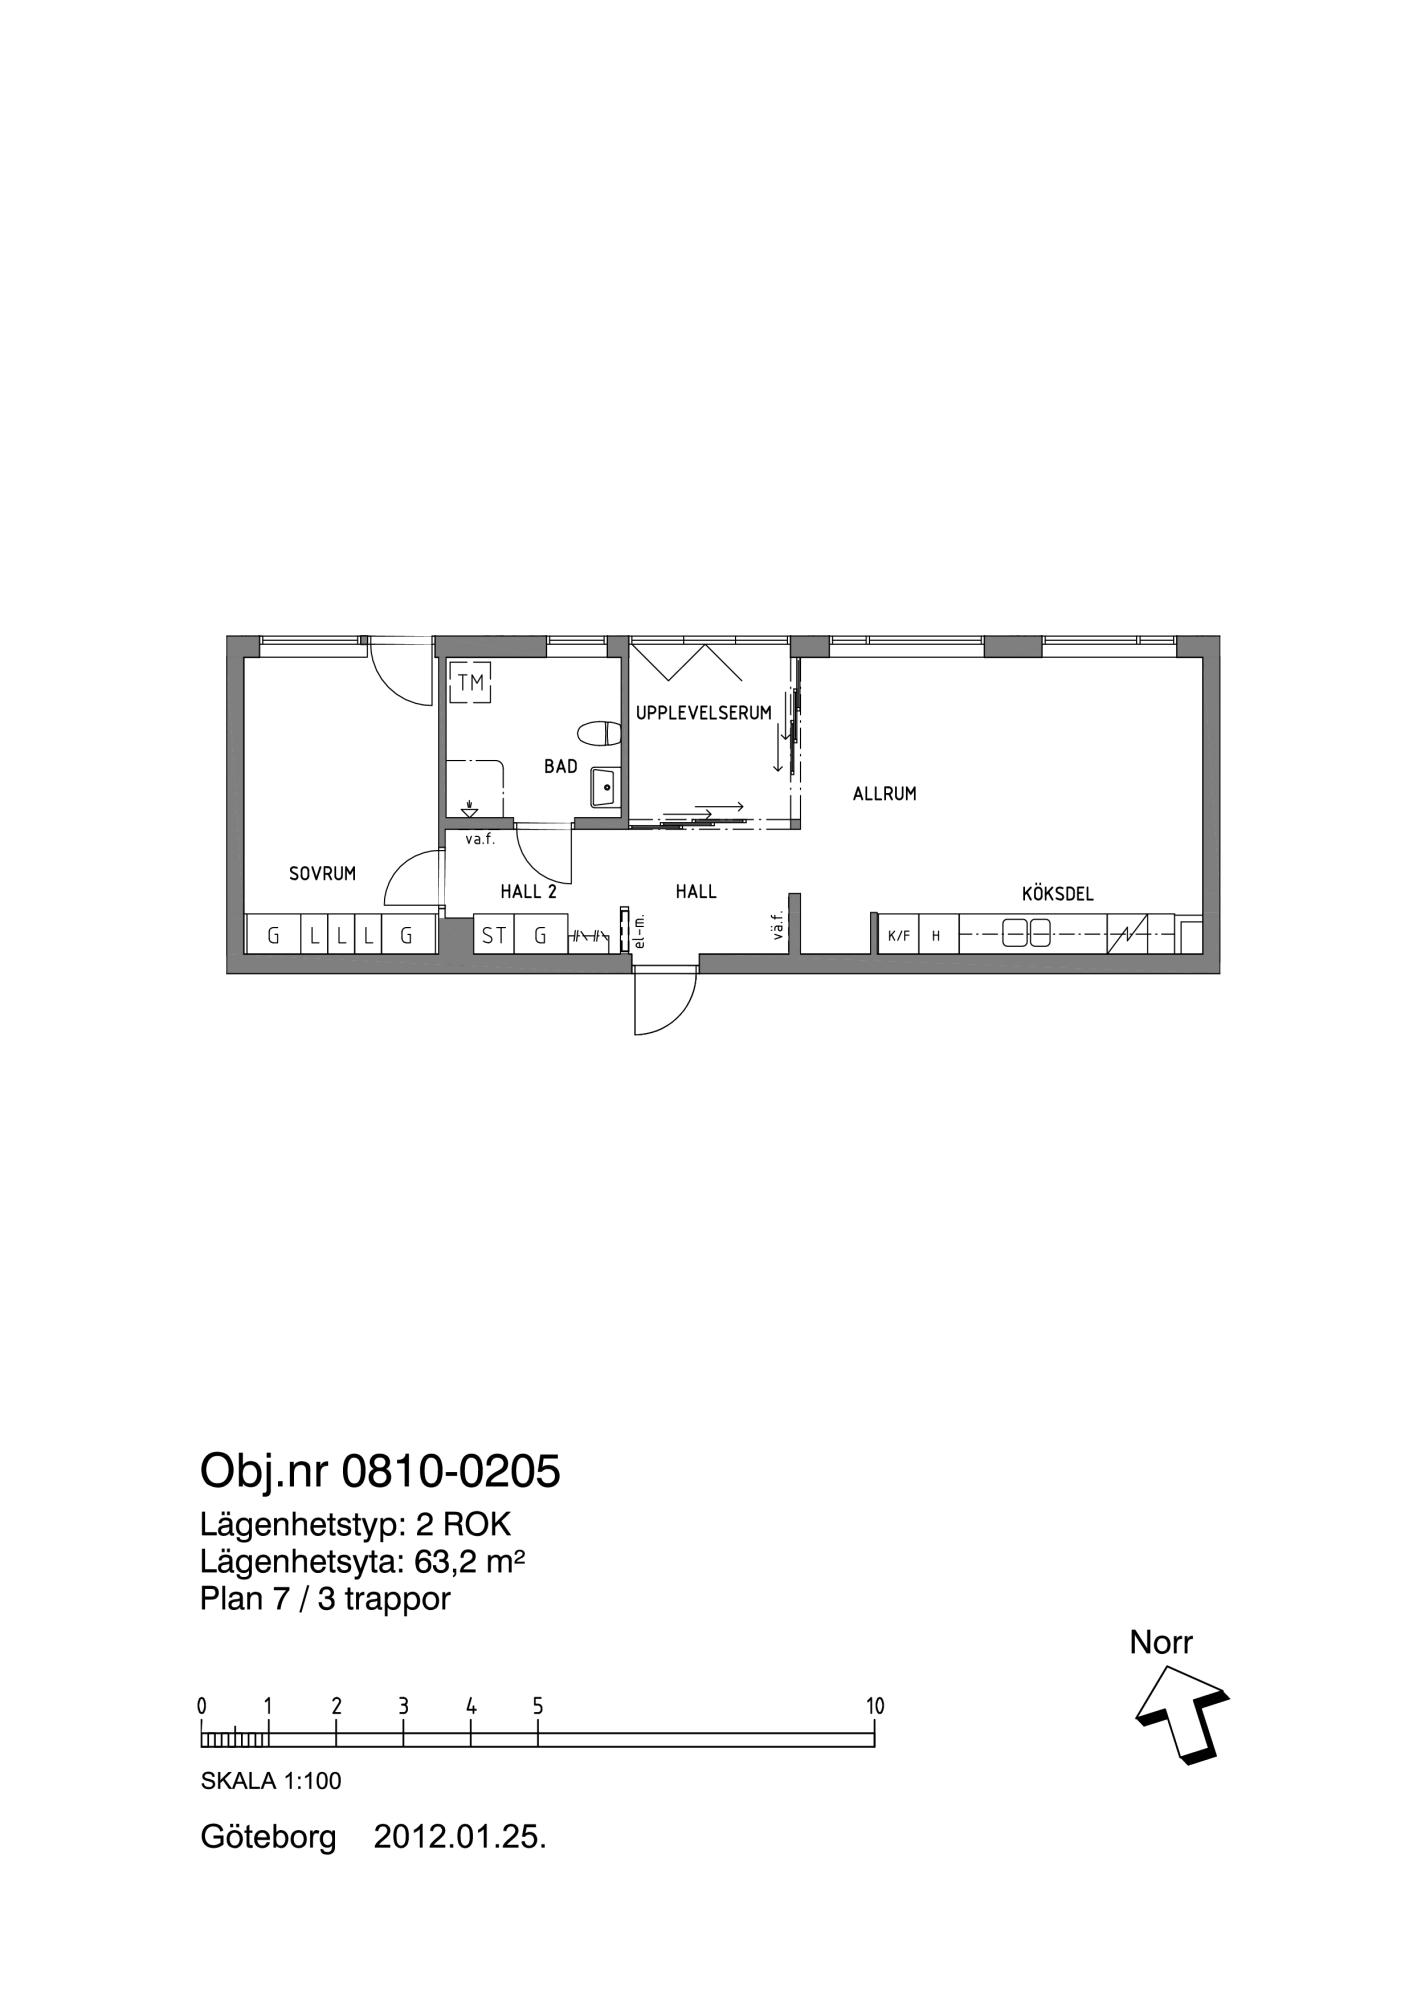 TM
UPPLEVELSERUM
BAD
ALLRUM
va.f.
SOVRUM
HALL 2
HALL
KÖKSDEL
G L L L G
ST G
el-m.
vä.f.
K/F H
Obj.nr 0810-0205
Lägenhetstyp: 2 ROK
Lägenhetsyta: 63,2 m²
Plan 7 / 3 trappor
Norr
0 1 2 3 4 5 10
SKALA 1:100
Göteborg 2012.01.25.